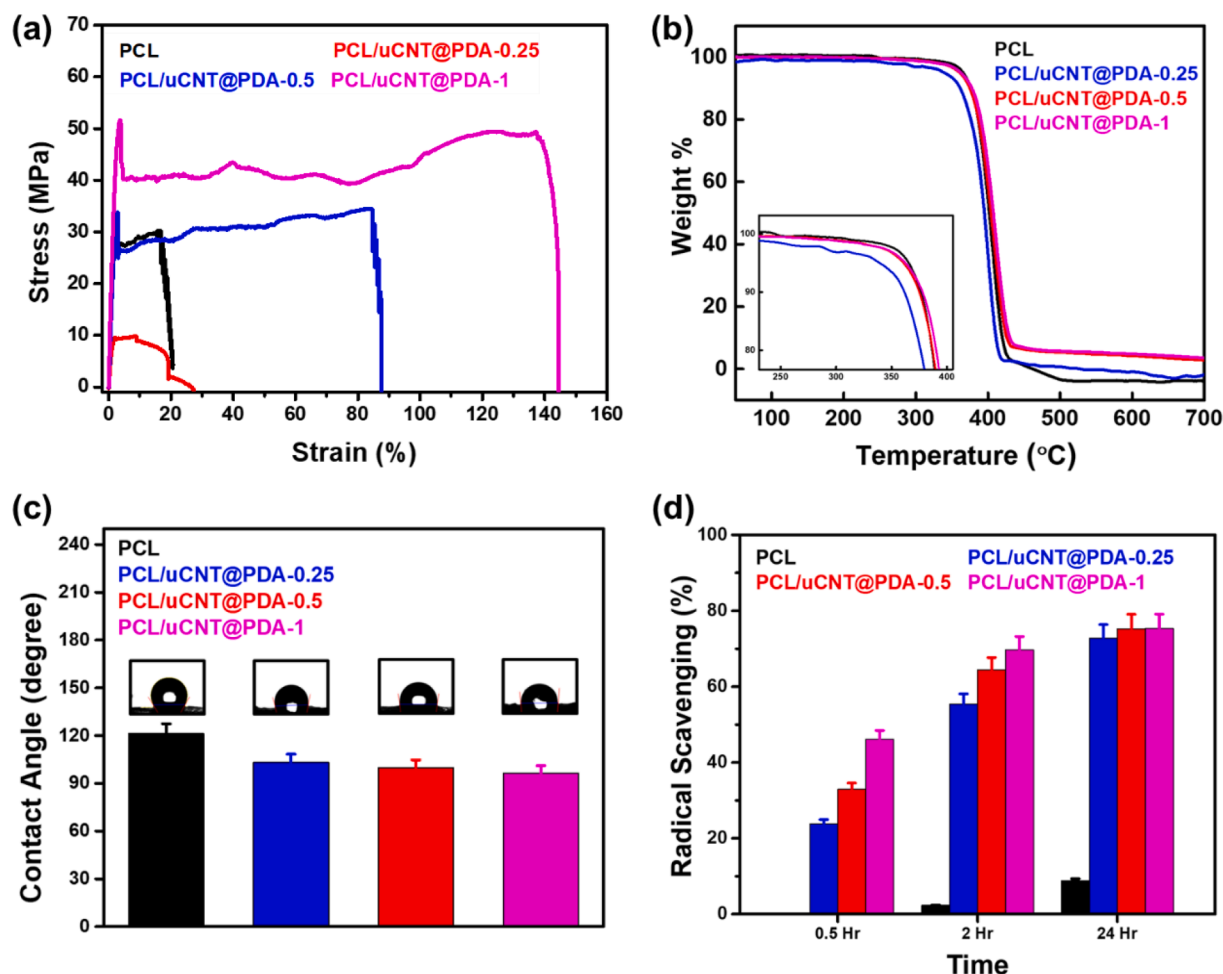 (a)
70
60
50
40
30
20
10
0
Stress (MPa)
PCL PCL/uCNT@PDA-0.25
PCL/uCNT@PDA-0.5 PCL/uCNT@PDA-1
0 20 40 60 80 100 120 140 160
Strain (%)
(b)
100
80
60
40
20
0
Weight %
PCL
PCL/uCNT@PDA-0.25
PCL/uCNT@PDA-0.5
PCL/uCNT@PDA-1
100
90
80
250 300 350 400
100 200 300 400 500 600 700
Temperature (°C)
(c)
240
210
180
150
120
90
60
30
0
Contact Angle (degree)
PCL
PCL/uCNT@PDA-0.25
PCL/uCNT@PDA-0.5
PCL/uCNT@PDA-1
(d)
100
80
60
40
20
0
Radical Scavenging (%)
PCL PCL/uCNT@PDA-0.25
PCL/uCNT@PDA-0.5 PCL/uCNT@PDA-1
0.5 Hr 2 Hr 24 Hr
Time